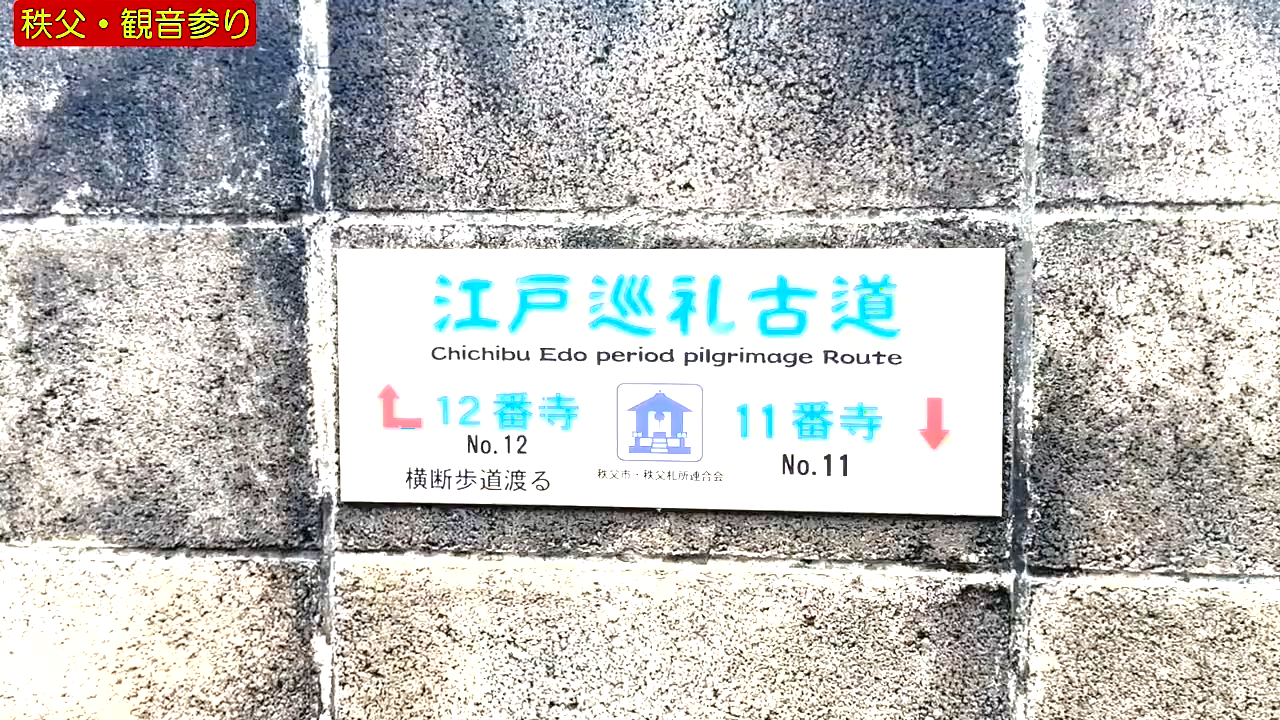 秩父・観音参り
江戸巡礼古道
Chichibu Edo period pilgrimage Route
12番寺
No.12
横断歩道渡る
秩父市・秩父札所連合会
11番寺
No.11